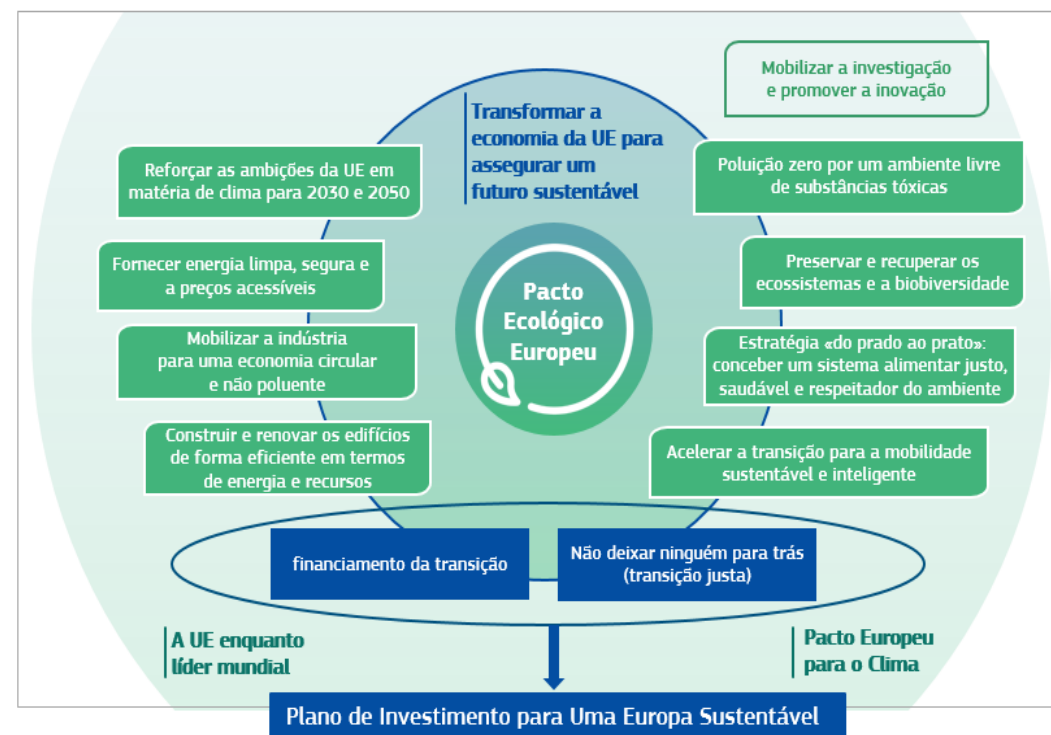 Mobilizar a investigação
e promover a inovação
Transformar a
economia da UE para
assegurar um
futuro sustentável
Reforçar as ambições da UE em
matéria de clima para 2030 e 2050
Poluição zero por um ambiente livre
de substâncias tóxicas
Fornecer energia limpa, segura e
a preços acessíveis
Preservar e recuperar os
ecossistemas e a biobiversidade
Pacto
Ecológico
Europeu
Mobilizar a indústria
para uma economia circular
e não poluente
Estratégia «do prado ao prato»:
conceber um sistema alimentar justo,
saudável e respeitador do ambiente
Construir e renovar os edifícios
de forma eficiente em termos
de energia e recursos
Acelerar a transição para a mobilidade
sustentável e inteligente
financiamento da transição
Não deixar ninguém para trás
(transição justa)
A UE enquanto
líder mundial
Pacto Europeu
para o Clima
Plano de Investimento para Uma Europa Sustentável